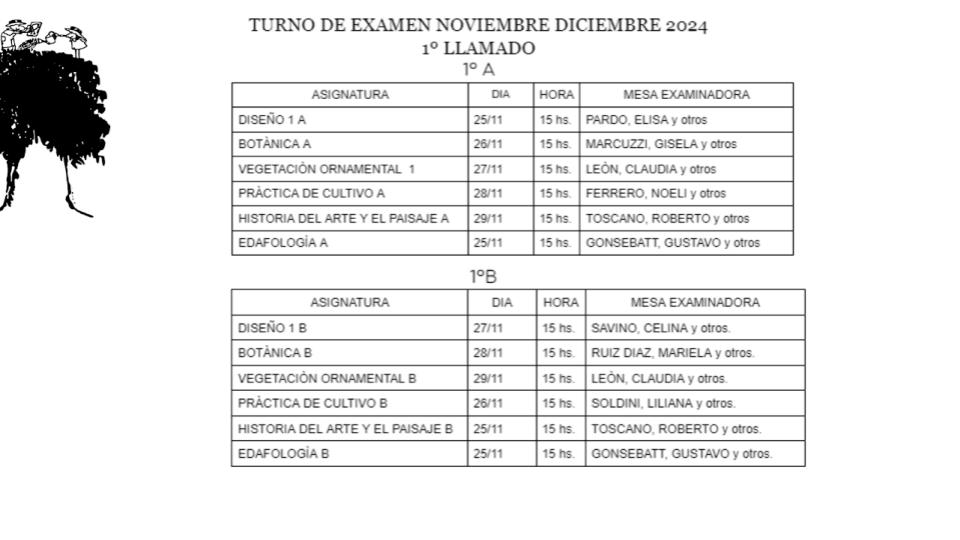 TURNO DE EXAMEN NOVIEMBRE DICIEMBRE 2024
1º LLAMADO
1º A
ASIGNATURA DIA HORA MESA EXAMINADORA
DISEÑO 1 A 25/11 15 hs. PARDO, ELISA y otros
BOTÀNICA A 26/11 15 hs. MARCUZZI, GISELA y otros
VEGETACIÒN ORNAMENTAL 1 27/11 15 hs. LEÒN, CLAUDIA y otros
PRÀCTICA DE CULTIVO A 28/11 15 hs. FERRERO, NOELI y otros
HISTORIA DEL ARTE Y EL PAISAJE A 29/11 15 hs. TOSCANO, ROBERTO y otros
EDAFOLOGÍA A 25/11 15 hs. GONSEBATT, GUSTAVO y otros
1ºB
ASIGNATURA DIA HORA MESA EXAMINADORA
DISEÑO 1 B 27/11 15 hs. SAVINO, CELINA y otros.
BOTÀNICA B 28/11 15 hs. RUIZ DIAZ, MARIELA y otros.
VEGETACIÒN ORNAMENTAL B 29/11 15 hs. LEÒN, CLAUDIA y otros.
PRÀCTICA DE CULTIVO B 26/11 15 hs. SOLDINI, LILIANA y otros.
HISTORIA DEL ARTE Y EL PAISAJE B 25/11 15 hs. TOSCANO, ROBERTO y otros.
EDAFOLOGÍA B 25/11 15 hs. GONSEBATT, GUSTAVO y otros.